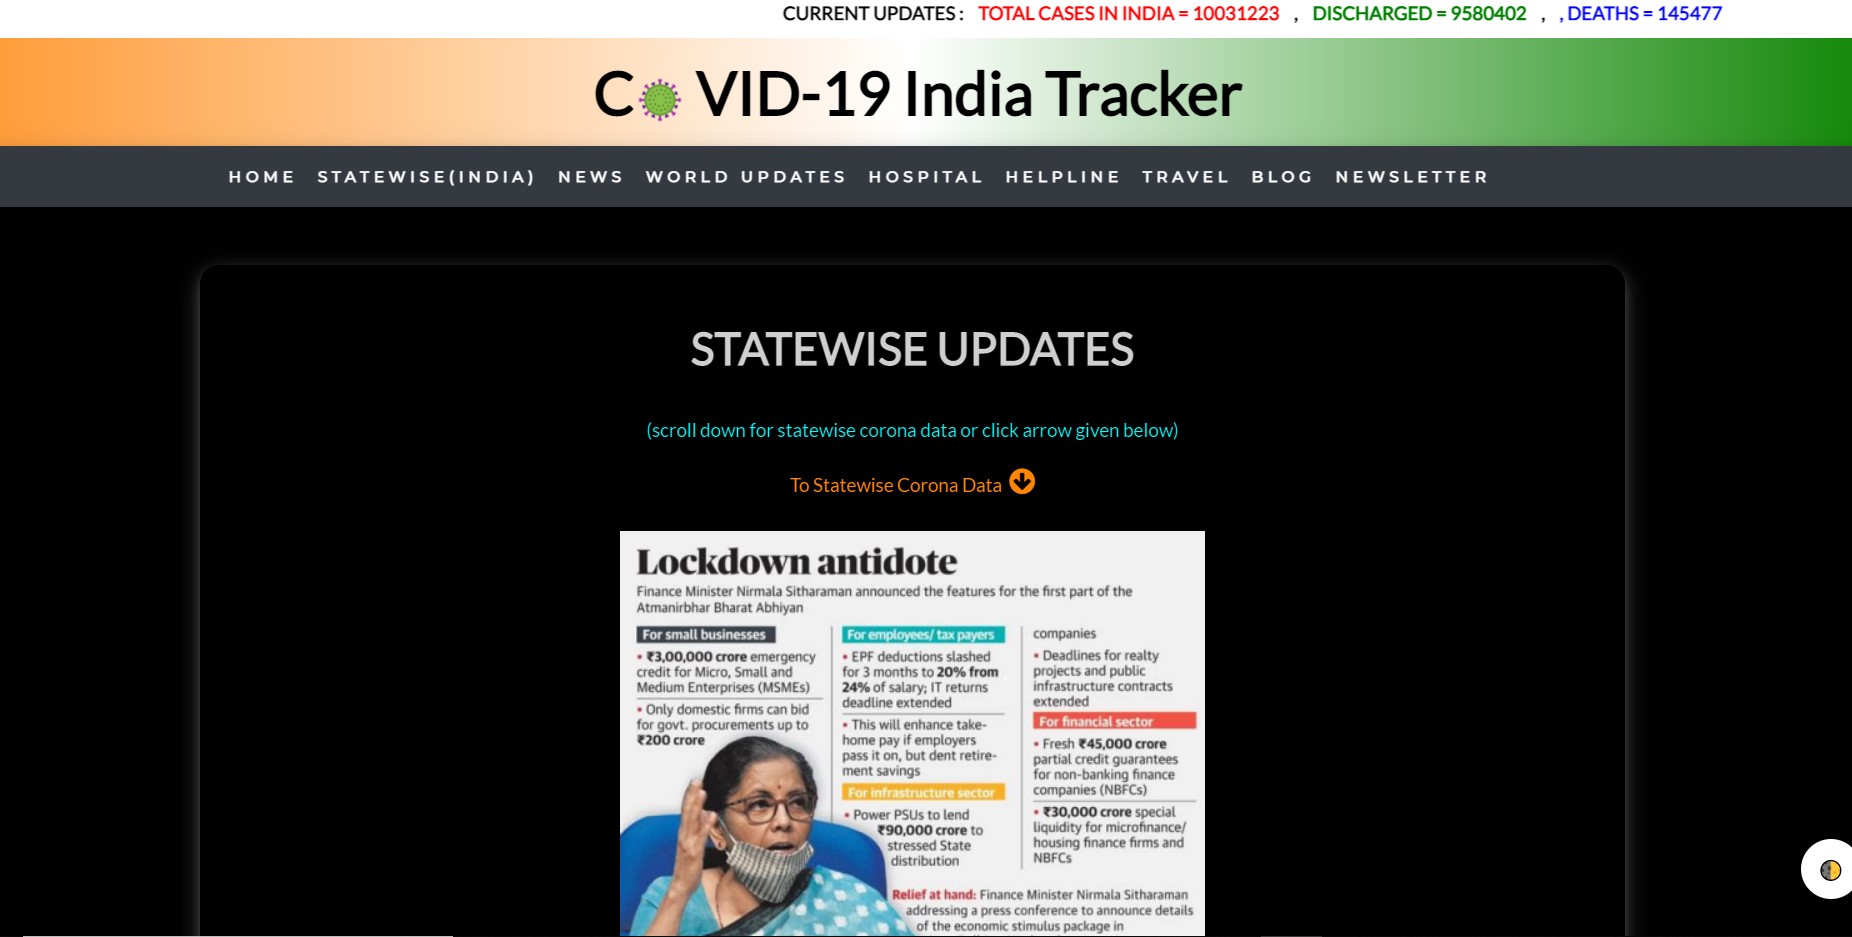 CURRENT UPDATES : TOTAL CASES IN INDIA = 10031223 , DISCHARGED = 9580402 , , DEATHS = 145477
C VID-19 India Tracker
HOME STATEWISE(INDIA) NEWS WORLD UPDATES HOSPITAL HELPLINE TRAVEL BLOG NEWSLETTER
STATEWISE UPDATES
(scroll down for statewise corona data or click arrow given below)
To Statewise Corona Data
Lockdown antidote
Finance Minister Nirmala Sitharaman announced the features for the first part of the
Atmanirbhar Bharat Abhiyan
For small businesses
• ₹3,00,000 crore emergency
credit for Micro, Small and
Medium Enterprises (MSMEs)
• Only domestic firms can bid
for govt. procurements up to
₹200 crore
For employees/ tax payers
• EPF deductions slashed
for 3 months to 20% from
24% of salary; IT returns
deadline extended
• This will enhance take-
home pay if employers
pass it on, but dent retire-
ment savings
For infrastructure sector
• Power PSUs to lend
₹90,000 crore to
stressed State
distribution
companies
• Deadlines for realty
projects and public
infrastructure contracts
extended
For financial sector
• Fresh ₹45,000 crore
partial credit guarantees
for non-banking finance
companies (NBFCs)
• ₹30,000 crore special
liquidity for microfinance/
housing finance firms and
NBFCs
Relief at hand: Finance Minister Nirmala Sitharaman
addressing a press conference to announce details
of the economic stimulus package in